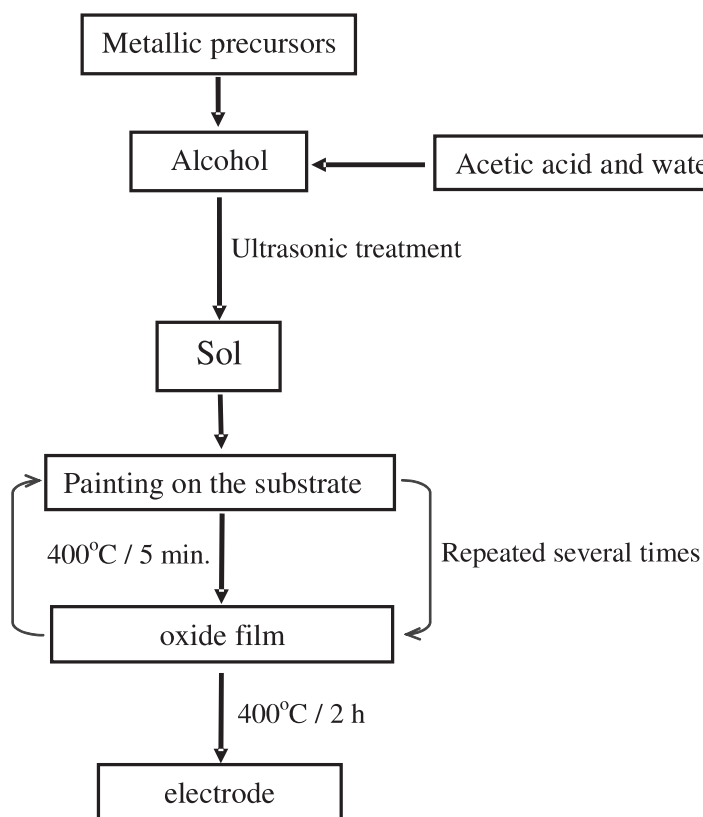 Metallic precursors
Alcohol
Acetic acid and wate
Ultrasonic treatment
Sol
Painting on the substrate
400°C / 5 min.
Repeated several times
oxide film
400°C / 2 h
electrode